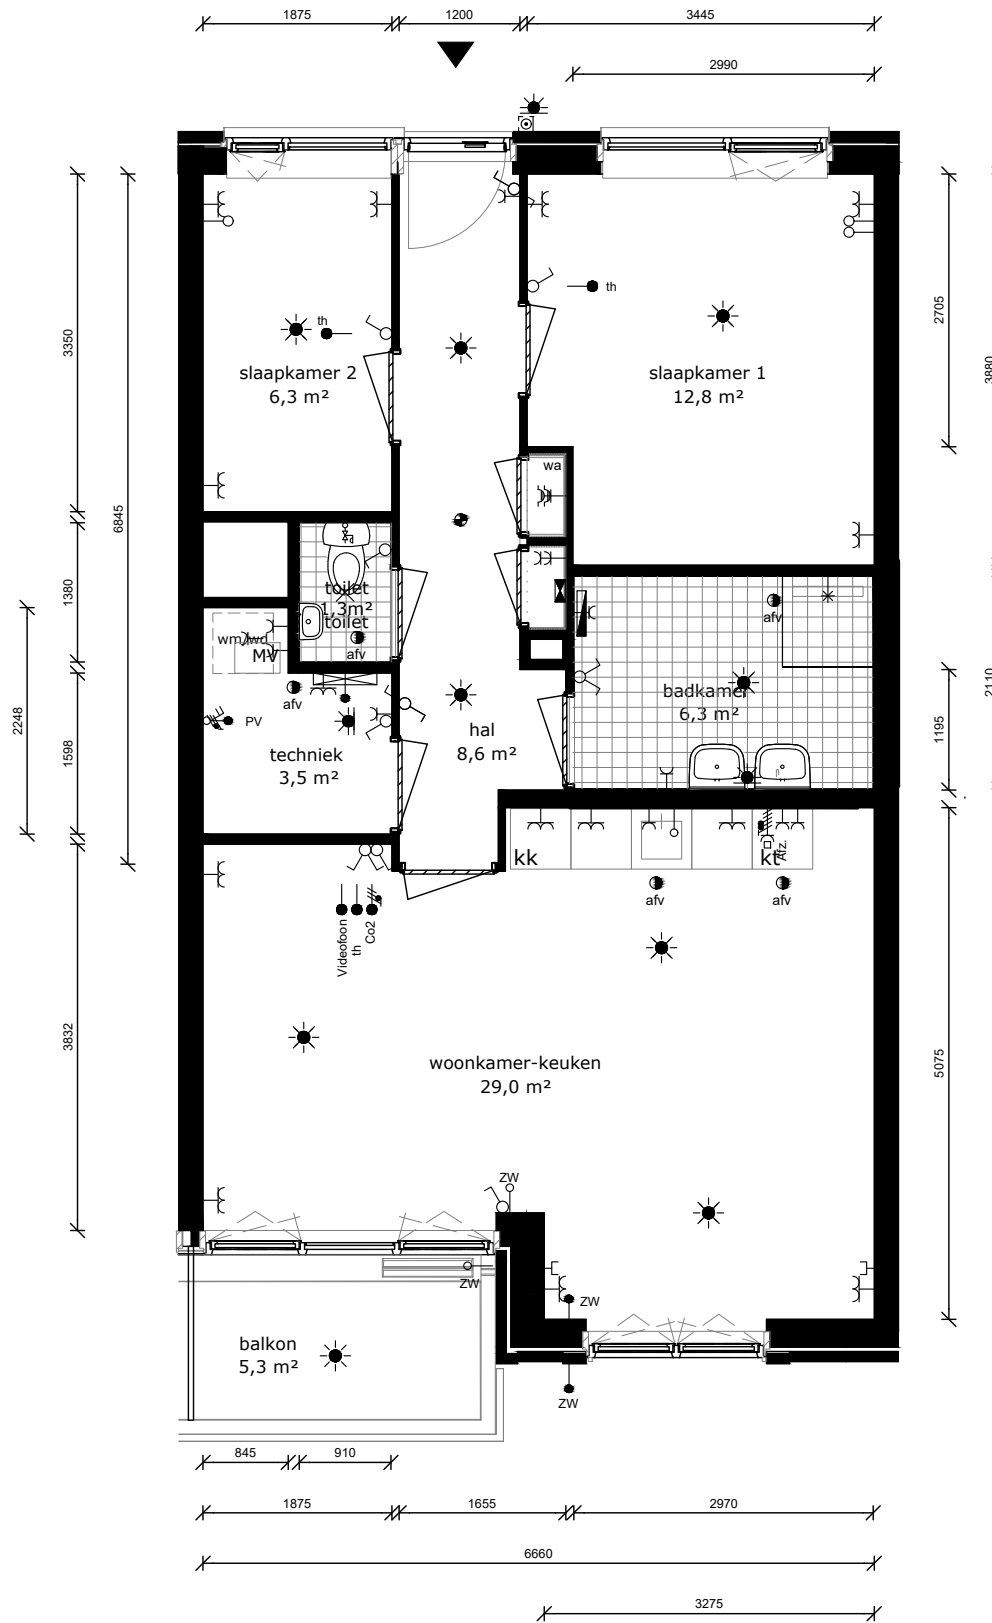 1875
1200
3445
2990
3350
6845
2705
3880
th
th
slaapkamer 2
6,3 m²
slaapkamer 1
12,8 m²
wa
1380
toilet
1,3m²
toilet
afv
afv
wm/wd
MV
2248
1598
afv
PV
techniek
3,5 m²
hal
8,6 m²
badkamer
6,3 m²
1195
2110
kk
kt
Afz.
afv
afv
Videofoon
th
Co2
3832
woonkamer-keuken
29,0 m²
5075
ZW
ZW
ZW
balkon
5,3 m²
ZW
845
910
1875
1655
2970
6660
3275